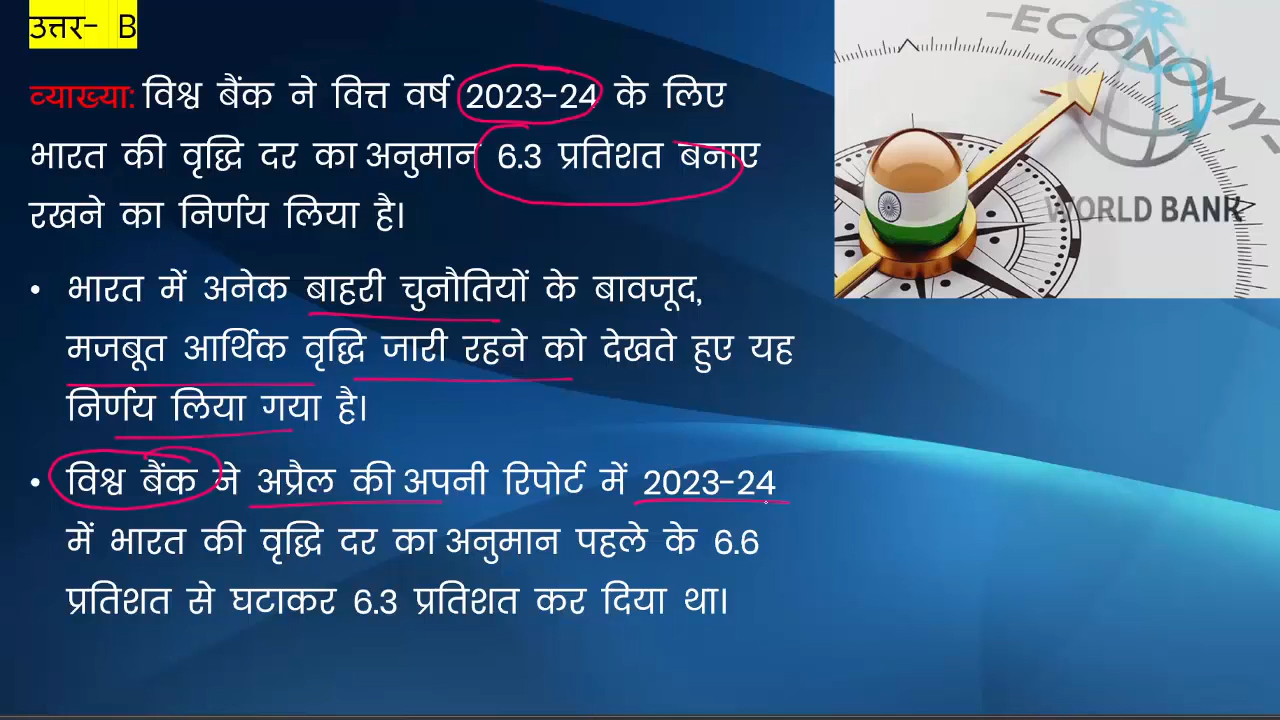 उत्तर- B
व्याख्या: विश्व बैंक ने वित्त वर्ष 2023-24 के लिए
भारत की वृद्धि दर का अनुमान 6.3 प्रतिशत बनाए
रखने का निर्णय लिया है।
• भारत में अनेक बाहरी चुनौतियों के बावजूद,
मजबूत आर्थिक वृद्धि जारी रहने को देखते हुए यह
निर्णय लिया गया है।
• विश्व बैंक ने अप्रैल की अपनी रिपोर्ट में 2023-24
में भारत की वृद्धि दर का अनुमान पहले के 6.6
प्रतिशत से घटाकर 6.3 प्रतिशत कर दिया था।
-ECONOMY-
WORLD BANK